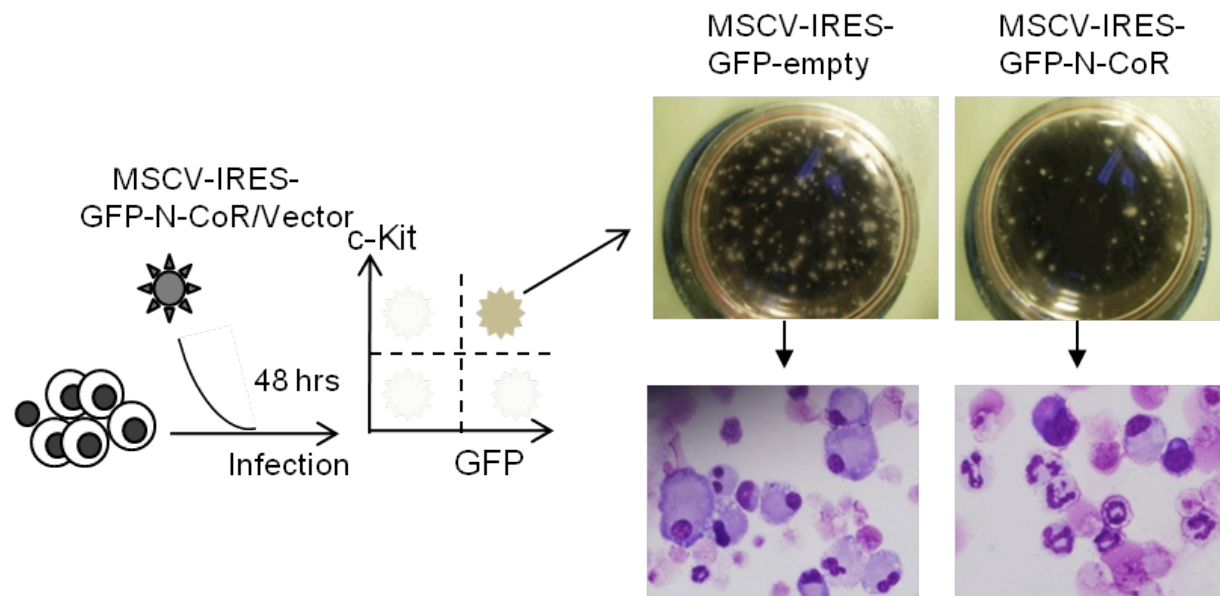 MSCV-IRES-
GFP-N-CoR/Vector
c-Kit
48 hrs
Infection
GFP
MSCV-IRES-
GFP-empty
MSCV-IRES-
GFP-N-CoR